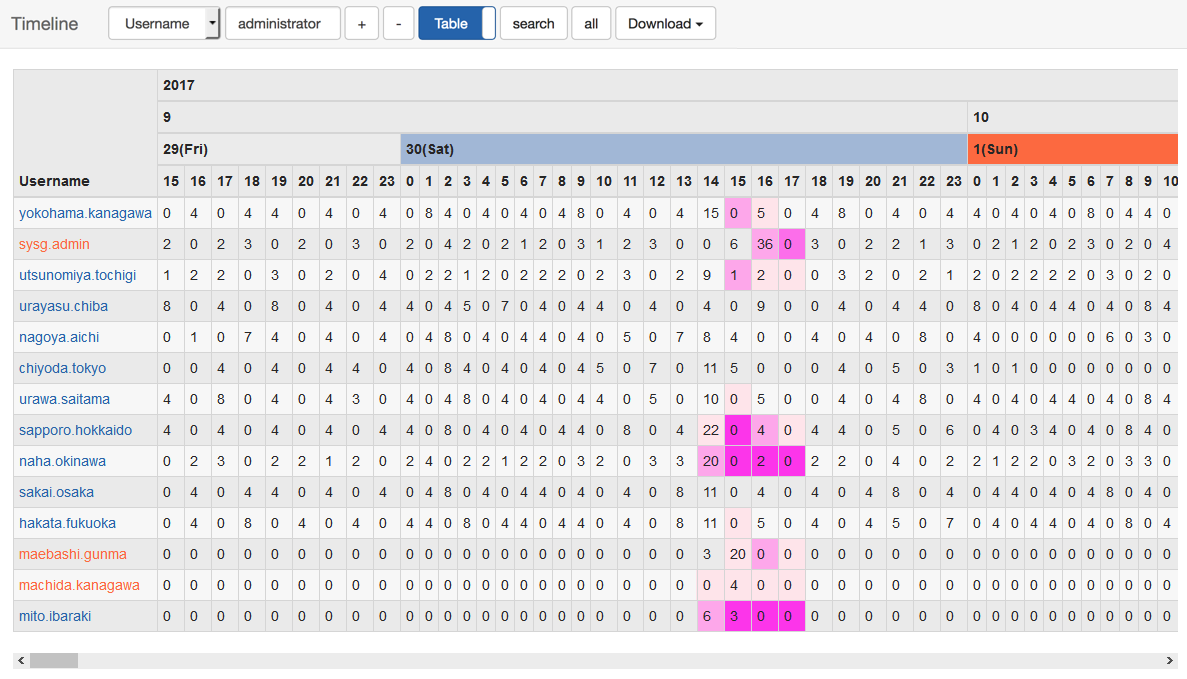 Timeline Username administrator + - Table search all Download
2017
9 10
29(Fri) 30(Sat) 1(Sun)
Username 15 16 17 18 19 20 21 22 23 0 1 2 3 4 5 6 7 8 9 10 11 12 13 14 15 16 17 18 19 20 21 22 23 0 1 2 3 4 5 6 7 8 9 10
yokohama.kanagawa 0 4 0 4 4 0 4 0 4 0 8 4 0 4 0 4 0 4 8 0 4 0 4 15 0 5 0 4 8 0 4 0 4 4 0 4 0 4 0 8 0 4 4 0
sysg.admin 2 0 2 3 0 2 0 3 0 2 0 4 2 0 2 1 2 0 3 1 2 3 0 0 6 36 0 3 0 2 2 1 3 0 2 1 2 0 2 3 0 2 0 4
utsunomiya.tochigi 1 2 2 0 3 0 2 0 4 0 2 2 1 2 0 2 2 2 0 2 3 0 2 9 1 2 0 0 3 2 0 2 1 2 0 2 2 2 2 0 3 0 2 0
urayasu.chiba 8 0 4 0 8 0 4 0 4 4 0 4 5 0 7 0 4 0 4 4 0 4 0 4 0 9 0 0 4 0 4 4 0 8 0 4 0 4 4 0 4 0 8 4
nagoya.aichi 0 1 0 7 4 0 4 0 4 0 4 8 0 4 0 4 4 0 4 0 5 0 7 8 4 0 0 4 0 4 0 8 0 4 0 0 0 0 0 0 6 0 3 0
chiyoda.tokyo 0 0 4 0 4 0 4 0 4 4 0 8 4 0 4 0 4 0 4 5 0 7 0 11 5 0 0 0 4 0 5 0 3 1 0 1 0 0 0 0 0 0 0 0
urawa.saitama 4 0 8 0 4 0 4 3 0 4 0 4 8 0 4 0 4 0 4 4 0 5 0 10 0 5 0 0 4 0 4 8 0 4 0 4 0 4 4 0 4 0 8 4
sapporo.hokkaido 4 0 4 0 4 0 4 0 4 4 0 8 0 4 0 4 0 4 4 0 8 0 4 22 0 4 0 4 4 0 5 0 6 0 4 0 3 4 0 4 0 8 4 0
naha.okinawa 0 2 3 0 2 2 1 2 0 2 4 0 2 2 1 2 2 0 3 2 0 3 3 20 0 2 0 2 2 0 4 0 2 2 1 2 2 0 3 2 0 3 3 0
sakai.osaka 0 4 0 4 4 0 4 0 4 0 4 8 0 4 0 4 4 0 4 0 4 0 8 11 0 4 0 4 0 4 8 0 4 0 4 4 0 4 0 4 8 0 4 0
hakata.fukuoka 0 4 0 8 0 4 0 4 0 4 4 0 8 0 4 0 4 4 4 0 4 0 8 11 0 5 0 4 0 4 5 0 7 0 4 0 4 4 0 4 0 8 0 4
maebashi.gunma 0 0 0 0 0 0 0 0 0 0 0 0 0 0 0 0 0 0 0 0 0 0 0 3 20 0 0 0 0 0 0 0 0 0 0 0 0 0 0 0 0 0 0 0
machida.kanagawa 0 0 0 0 0 0 0 0 0 0 0 0 0 0 0 0 0 0 0 0 0 0 0 0 4 0 0 0 0 0 0 0 0 0 0 0 0 0 0 0 0 0 0 0
mito.ibaraki 0 0 0 0 0 0 0 0 0 0 0 0 0 0 0 0 0 0 0 0 0 0 0 6 3 0 0 0 0 0 0 0 0 0 0 0 0 0 0 0 0 0 0 0